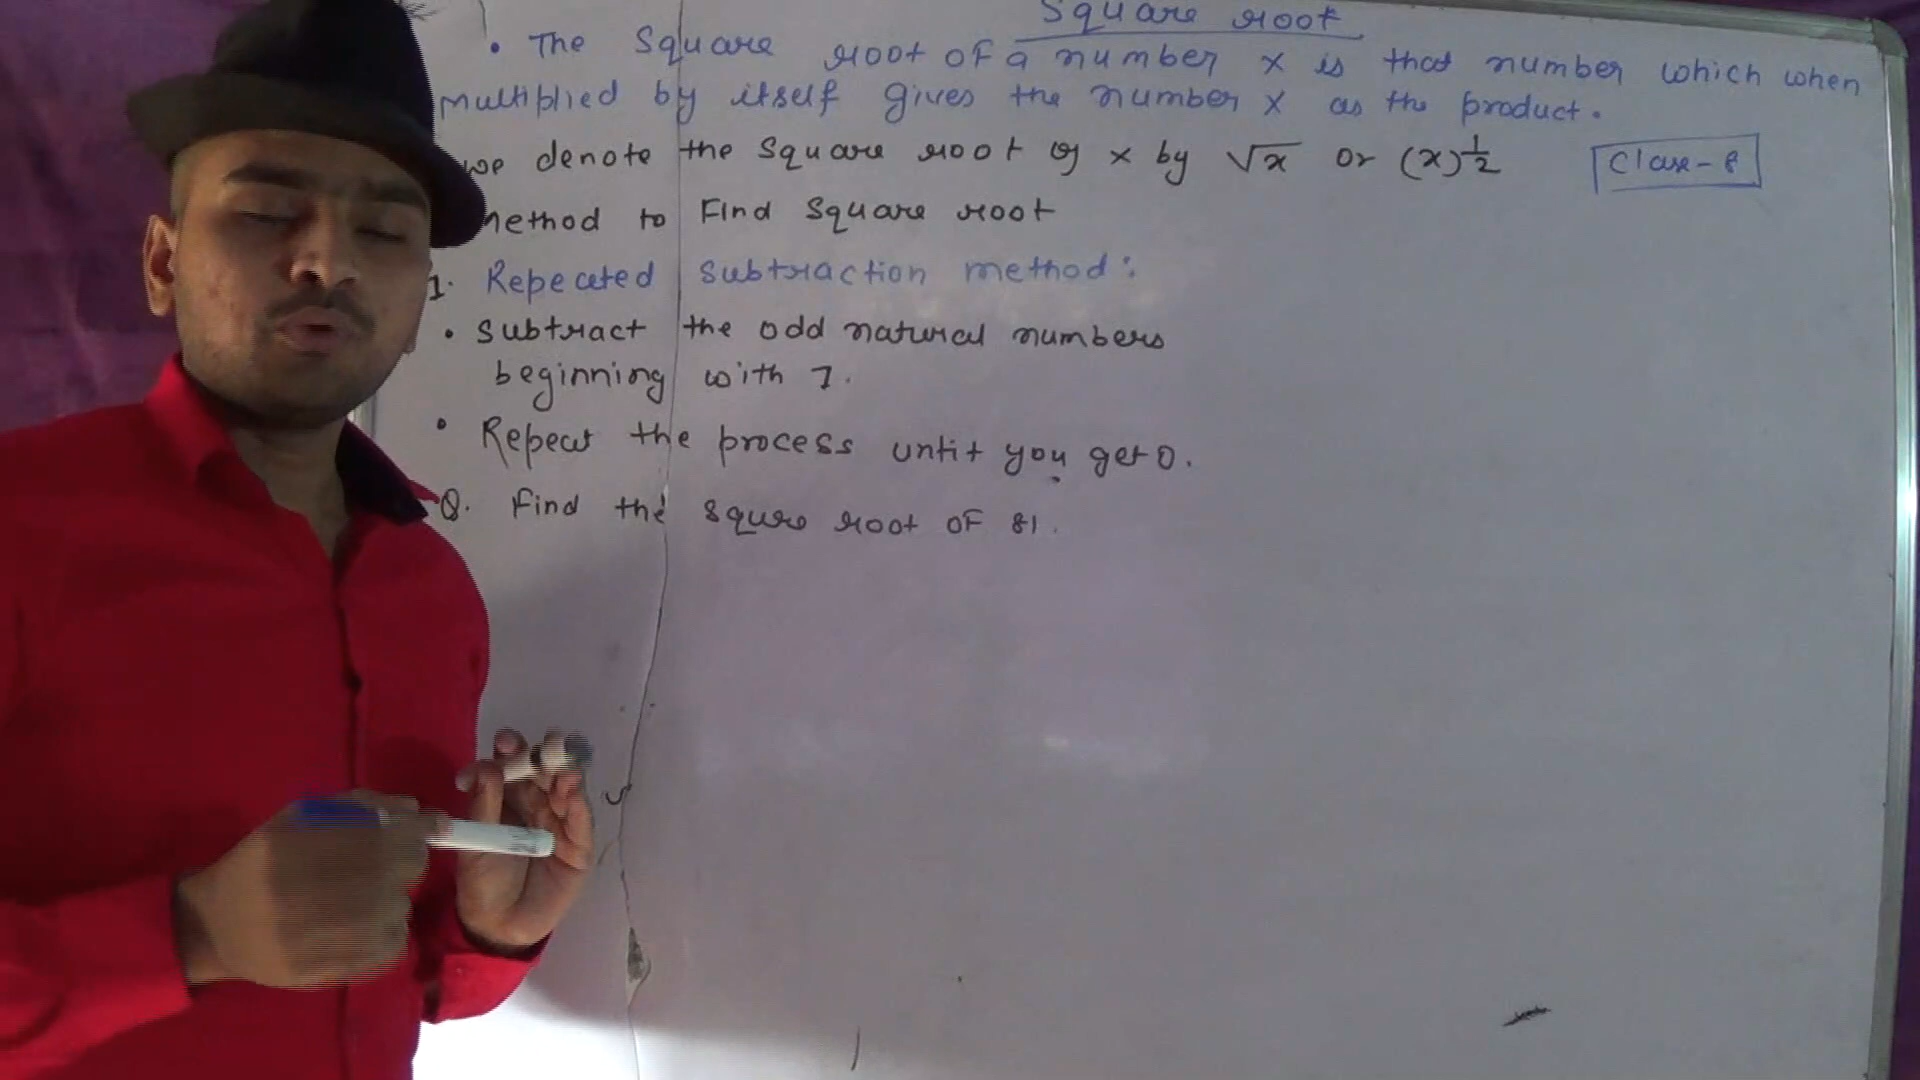 Square root
• The Square root of a number x is that number which when
multiplied by itself gives the number x as the product.
we denote the square root of x by √x or (x)^1/2
Class-8
method to Find Square root
1. Repeated subtraction method:
• Subtract the odd natural numbers
beginning with 1.
• Repeat the process until you get 0.
Q. Find the squre root of 81.